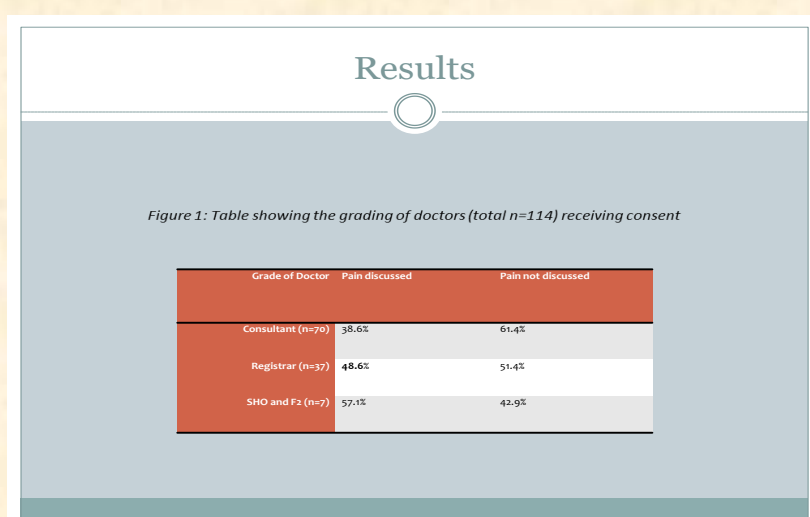 Results
Figure 1: Table showing the grading of doctors (total n=114) receiving consent
Grade of Doctor Pain discussed Pain not discussed
Consultant (n=70) 38.6% 61.4%
Registrar (n=37) 48.6% 51.4%
SHO and F2 (n=7) 57.1% 42.9%